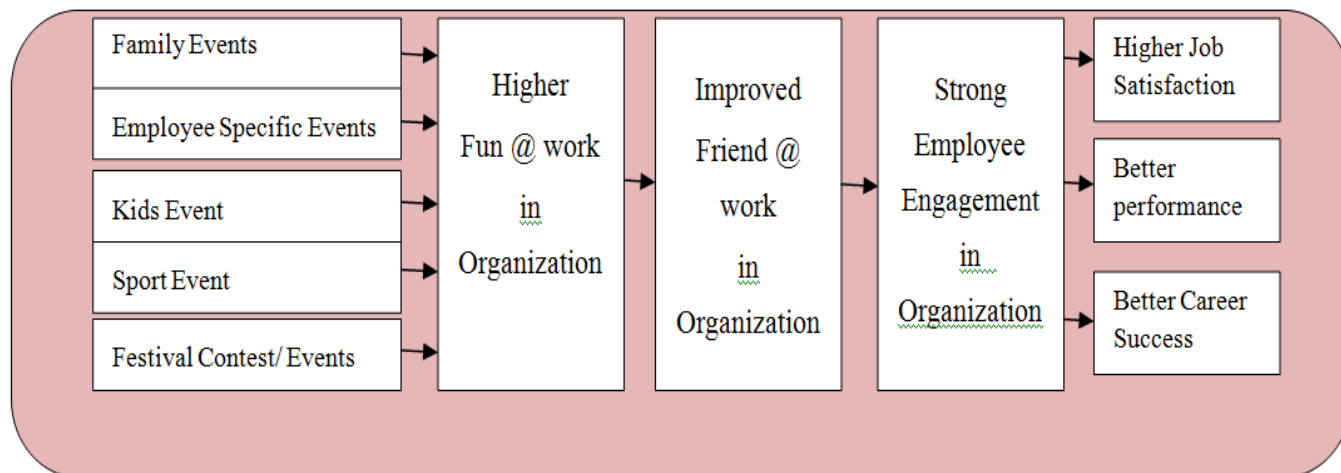 Family Events
Employee Specific Events
Kids Event
Sport Event
Festival Contest/ Events
Higher
Fun @ work
in
Organization
Improved
Friend @
work
in
Organization
Strong
Employee
Engagement
in
Organization
Higher Job
Satisfaction
Better
performance
Better Career
Success